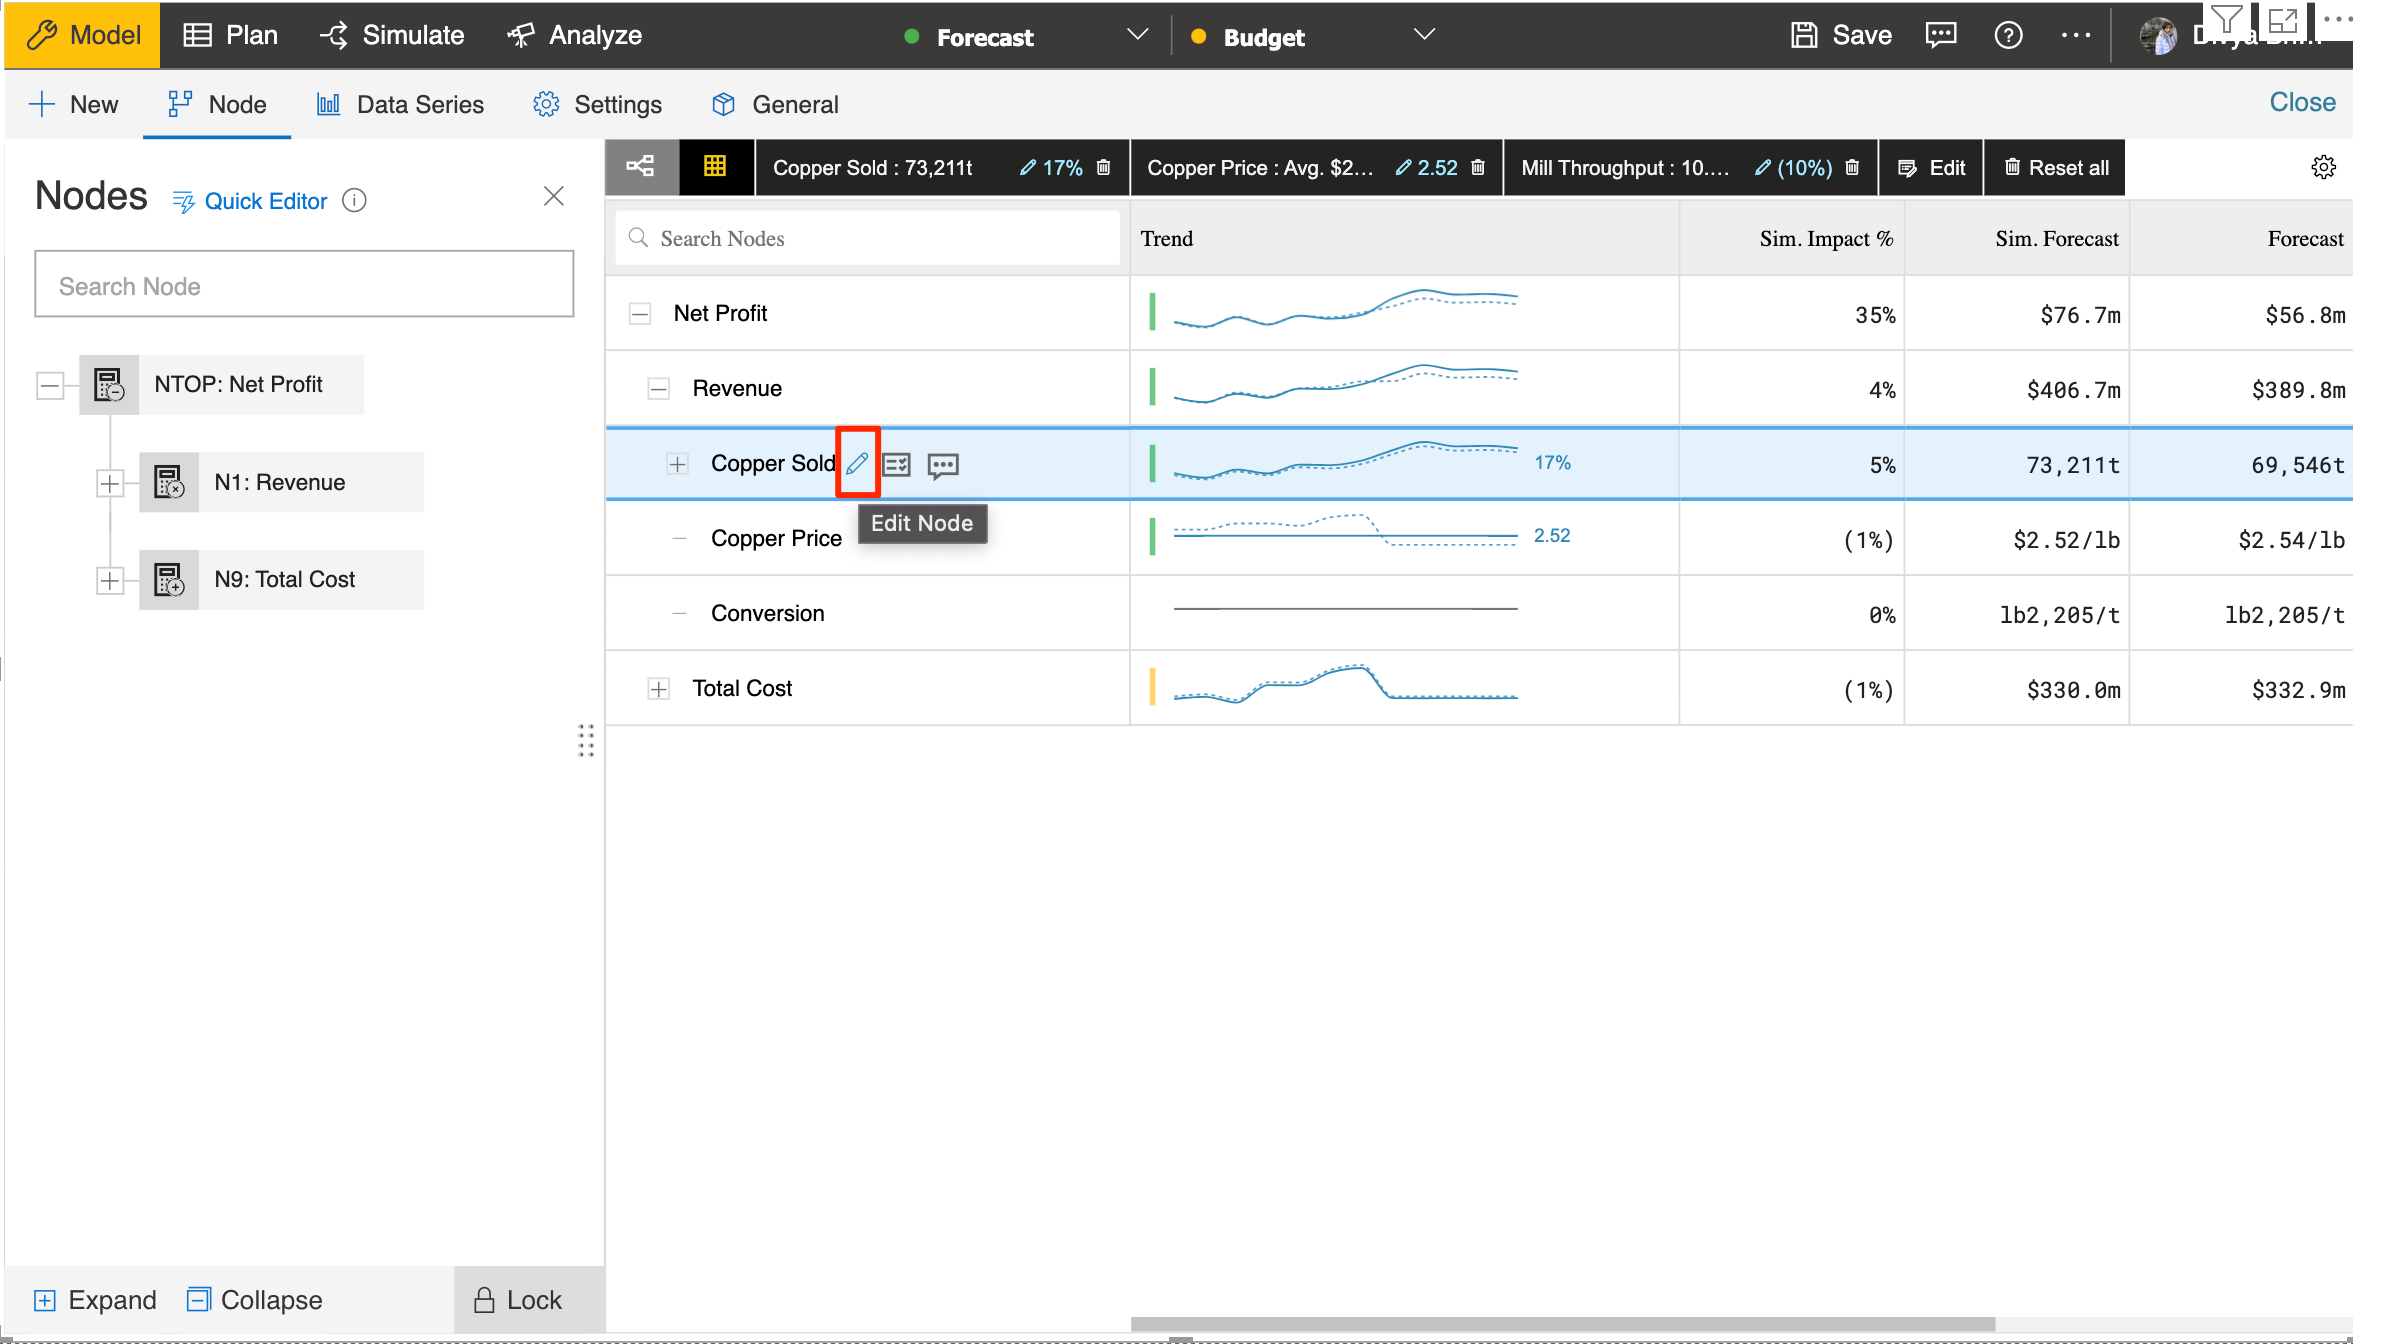 Model Plan Simulate Analyze Forecast Budget Save
New Node Data Series Settings General Close
Copper Sold : 73,211t 17% Copper Price : Avg. $2... 2.52 Mill Throughput : 10.... (10%) Edit Reset all
Nodes Quick Editor
Search Nodes Trend Sim. Impact % Sim. Forecast Forecast
Search Node
Net Profit 35% $76.7m $56.8m
NTOP: Net Profit
Revenue 4% $406.7m $389.8m
Copper Sold 17% 5% 73,211t 69,546t
N1: Revenue
Edit Node
Copper Price 2.52 (1%) $2.52/lb $2.54/lb
N9: Total Cost
Conversion 0% lb2,205/t lb2,205/t
Total Cost (1%) $330.0m $332.9m
Expand Collapse Lock